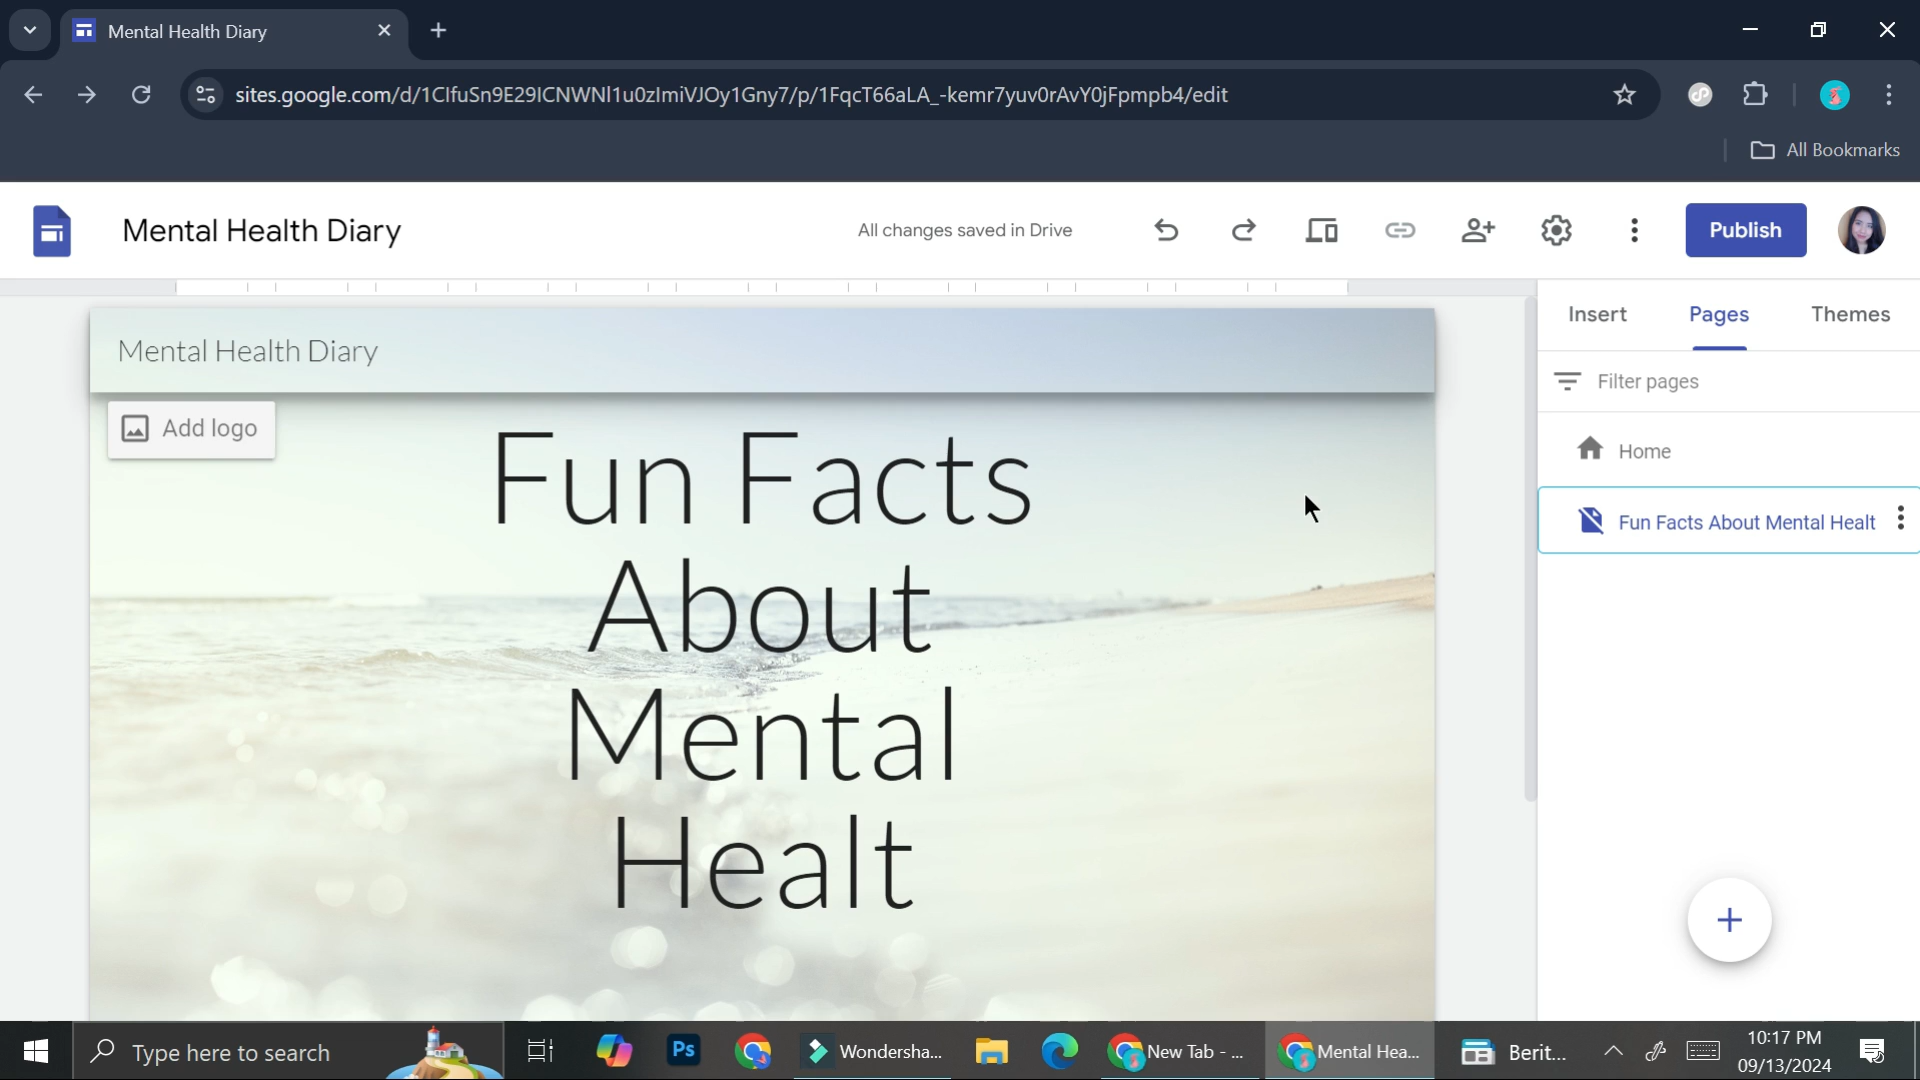 Mental Health Diary
sites.google.com/d/1ClfuSn9E29ICNWNl1u0zlmiVJOy1Gny7/p/1FqcT66aLA_-kemr7yuv0rAvY0jFpmpb4/edit
All Bookmarks
Mental Health Diary
All changes saved in Drive
Publish
Insert
Pages
Themes
Mental Health Diary
Filter pages
Add logo
Home
Fun Facts
About
Mental
Healt
Fun Facts About Mental Healt
Type here to search
Ps
Wondersha...
New Tab - ...
Mental Hea...
Berit...
10:17 PM
09/13/2024